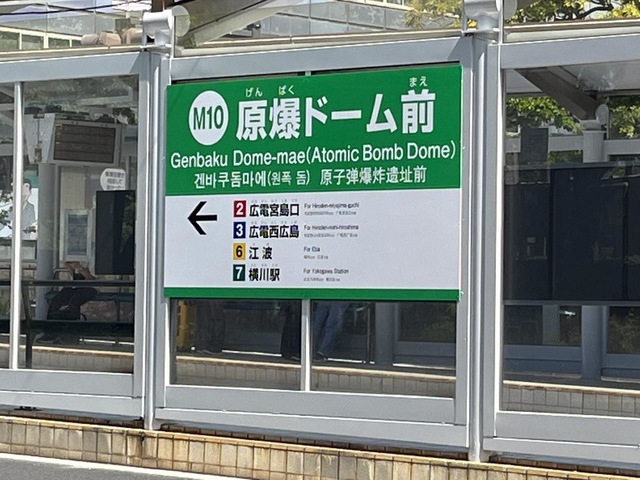 げん ばく まえ
M10 原爆ドーム前
Genbaku Dome-mae(Atomic Bomb Dome)
겐바쿠돔마에(원폭 돔) 原子弹爆炸遗址前
← 2 広電宮島口 For Hiroden-miyajima-guchi
3 広電西広島 For Hiroden-nishi-hiroshima
6 江波 For Eba
7 横川駅 For Yokogawa Station